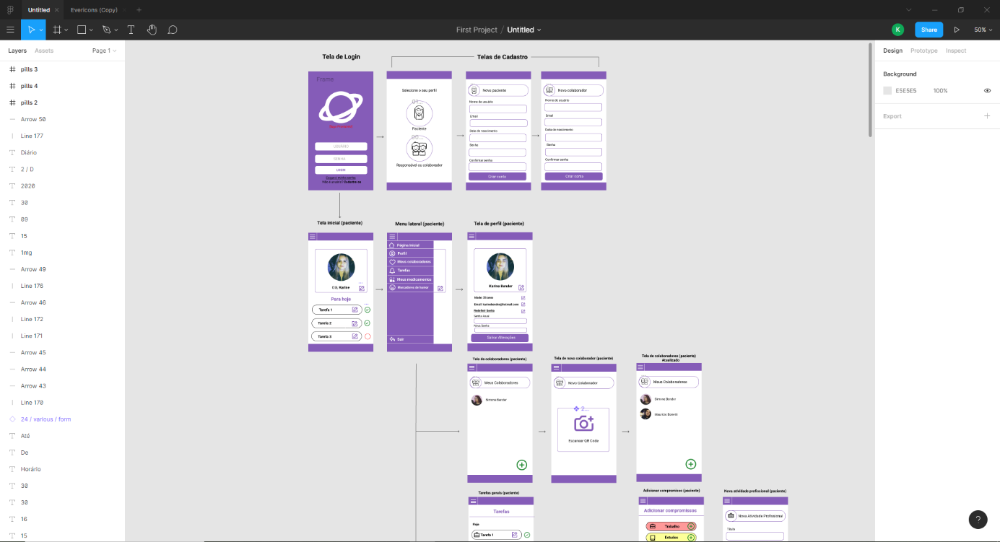 Untitled
Evericons (Copy)
First Project / Untitled
K
Share
50%
Layers
Assets
Page 1
pills 3
pills 4
pills 2
Arrow 50
Line 177
Diário
2 / D
2020
30
09
15
1mg
Arrow 49
Line 176
Arrow 46
Line 172
Line 171
Arrow 45
Arrow 44
Arrow 43
Line 170
24 / various / form
Até
De
Horário
30
30
16
15
Design
Prototype
Inspect
Background
E5E5E5
100%
Export
?
Tela de Login
Telas de Cadastro
Frame
USUÁRIO
SENHA
LOGIN
Não é usuário? Cadastre-se
Selecione o seu perfil
Paciente
Responsável ou colaborador
Novo paciente
Nome de usuário
Email
Data de nascimento
Senha
Confirmar senha
Criar conta
Novo colaborador
Nome de usuário
Email
Data de nascimento
Senha
Confirmar senha
Criar conta
Tela inicial (paciente)
Menu lateral (paciente)
Tela de perfil (paciente)
Olá, Karine
Para hoje
Tarefa 1
Tarefa 2
Tarefa 3
Página Inicial
Perfil
Meus colaboradores
Tarefas
Meus medicamentos
Marcadores de humor
Sair
Karine Bender
Idade: 25 anos
Email: karinebender@hotmail.com
Redefinir Senha
Senha Atual
Nova Senha
Salvar Alterações
Tela de colaboradores (paciente)
Tela de novo colaborador (paciente)
Tela de colaboradores (paciente)
Atualizado
Meus Colaboradores
Simone Bender
Novo Colaborador
2...
Escanear QR Code
Meus Colaboradores
Simone Bender
Maurício Borelli
Tarefas gerais (paciente)
Adicionar compromisso (paciente)
Nova atividade profissional (paciente)
Tarefas
Hoje
Tarefa 1
Adicionar compromissos
Trabalho
Estudos
Nova Atividade Profissional
Título